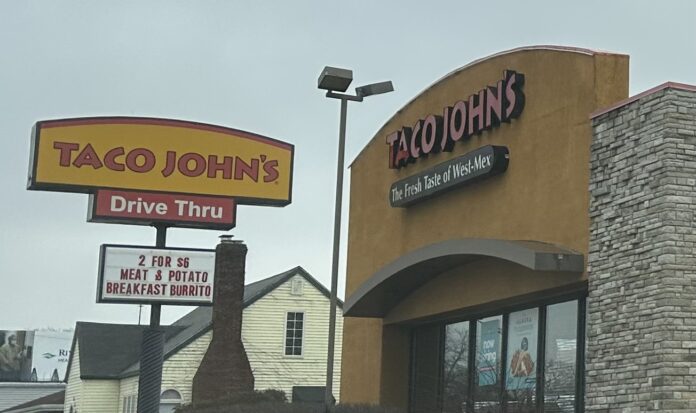 TACO JOHN'S
Drive Thru
2 FOR $6
MEAT & POTATO
BREAKFAST BURRITO
TACO JOHN'S
The Fresh Taste of West-Mex